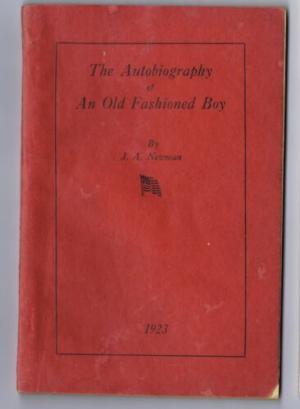 The Autobiography
of
An Old Fashioned Boy
By
J. A. Newman
1923